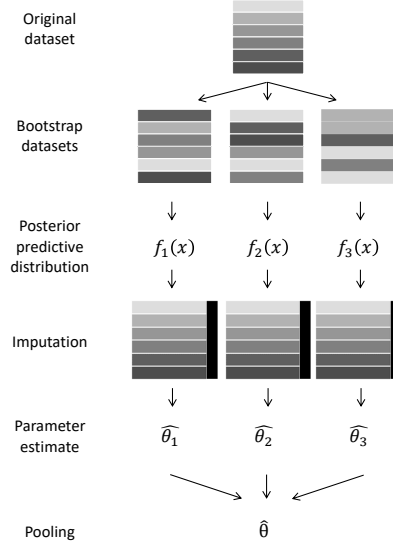 Original
dataset
Bootstrap
datasets
Posterior
predictive
distribution
f₁(x)
f₂(x)
f₃(x)
Imputation
Parameter
estimate
θ̂₁
θ̂₂
θ̂₃
Pooling
θ̂